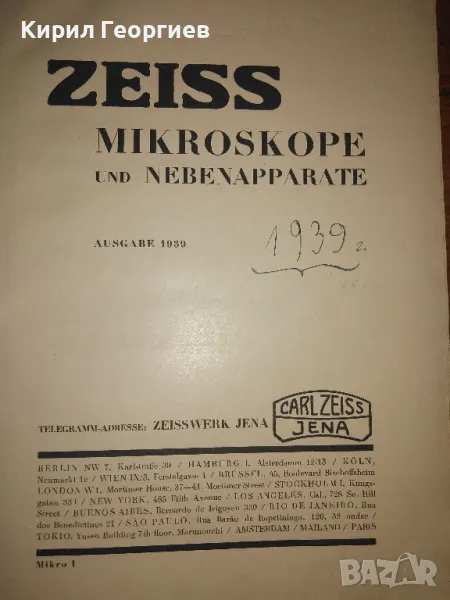 Кирил Георгиев
ZEISS
MIKROSKOPE
UND NEBENAPPARATE
AUSGABE 1939
1939 г.
TELEGRAMM-ADRESSE: ZEISSWERK JENA
CARL ZEISS
JENA
BERLIN NW 7, Karlstraße 39 / HAMBURG 1, Alsterdamm 12-13 / KÖLN,
Neumarkt 1c / WIEN IX/3, Ferstelgasse 1 / BRÜSSEL, 45, Boulevard Bischoffsheim
LONDON W 1, Mortimer House, 37—41, Mortimer Street / STOCKHOLM 1, Kungs-
gatan 33 / NEW YORK, 485 Fifth Avenue / LOS ANGELES, Cal., 728 So. Hill
Street / BUENOS AIRES, Bernardo de Irigoyen 330 / RIO DE JANEIRO, Rua
dos Benedictinos 21 / SÃO PAULO, Rua Barão de Itapetininga, 120, 5º andar /
TOKIO, Yusen Building 7th floor, Marunouchi / AMSTERDAM / MAILAND / PARIS
Mikro 1
BAZAR